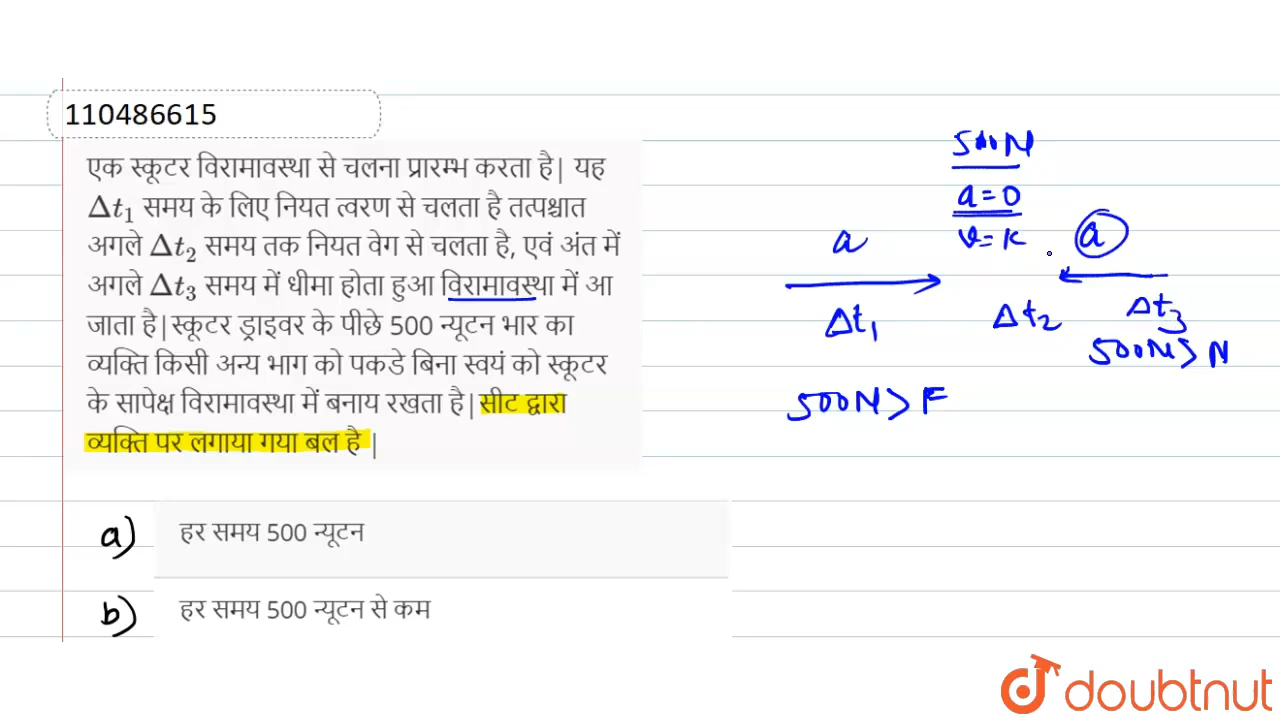 110486615
एक स्कूटर विरामावस्था से चलना प्रारम्भ करता है| यह
Δt₁ समय के लिए नियत त्वरण से चलता है तत्पश्चात
अगले Δt₂ समय तक नियत वेग से चलता है, एवं अंत में
अगले Δt₃ समय में धीमा होता हुआ विरामावस्था में आ
जाता है|स्कूटर ड्राइवर के पीछे 500 न्यूटन भार का
व्यक्ति किसी अन्य भाग को पकडे बिना स्वयं को स्कूटर
के सापेक्ष विरामावस्था में बनाय रखता है| सीट द्वारा
व्यक्ति पर लगाया गया बल है |
a) हर समय 500 न्यूटन
b) हर समय 500 न्यूटन से कम
500N
a=0
v=k
a
a
Δt₁
Δt₂
Δt₃
500N>N
500N>F
doubtnut